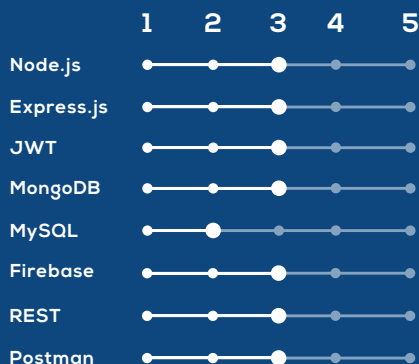 1 2 3 4 5
Node.js
Express.js
JWT
MongoDB
MySQL
Firebase
REST
Postman